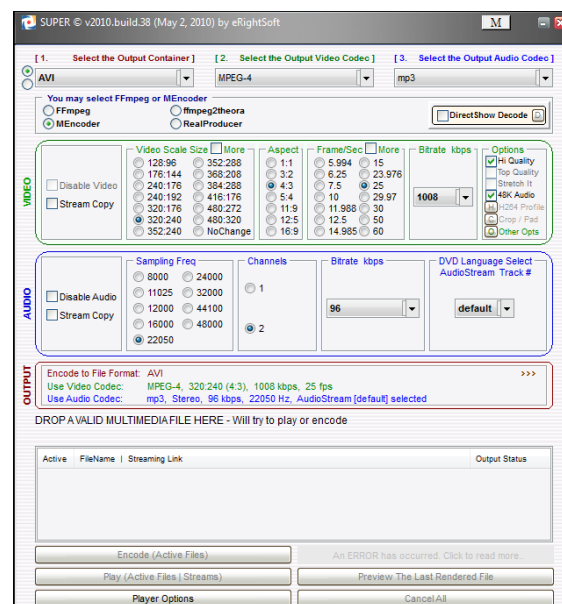 SUPER © v2010.build.38 (May 2, 2010) by eRightSoft
M
[ 1. Select the Output Container ] [ 2. Select the Output Video Codec ] [ 3. Select the Output Audio Codec ]
AVI MPEG-4 mp3
You may select FFmpeg or MEncoder
FFmpeg ffmpeg2theora
MEncoder RealProducer
DirectShow Decode D
VIDEO
Disable Video
Stream Copy
Video Scale Size More
128:96 352:288
176:144 368:208
240:176 384:288
240:192 416:176
320:176 480:272
320:240 480:320
352:240 NoChange
Aspect
1:1
3:2
4:3
5:4
11:9
12:5
16:9
Frame/Sec More
5.994 15
6.25 23.976
7.5 25
10 29.97
11.988 30
12.5 50
14.985 60
Bitrate kbps
1008
Options
Hi Quality
Top Quality
Stretch It
48K Audio
H H264 Profile
C Crop / Pad
O Other Opts
AUDIO
Disable Audio
Stream Copy
Sampling Freq
8000 24000
11025 32000
12000 44100
16000 48000
22050
Channels
1
2
Bitrate kbps
96
DVD Language Select
AudioStream Track #
default
OUTPUT
Encode to File Format: AVI >>>
Use Video Codec: MPEG-4, 320:240 (4:3), 1008 kbps, 25 fps
Use Audio Codec: mp3, Stereo, 96 kbps, 22050 Hz, AudioStream [default] selected
DROP A VALID MULTIMEDIA FILE HERE - Will try to play or encode
Active FileName | Streaming Link Output Status
Encode (Active Files) An ERROR has occurred, Click to read more..
Play (Active Files | Streams) Preview The Last Rendered File
Player Options Cancel All